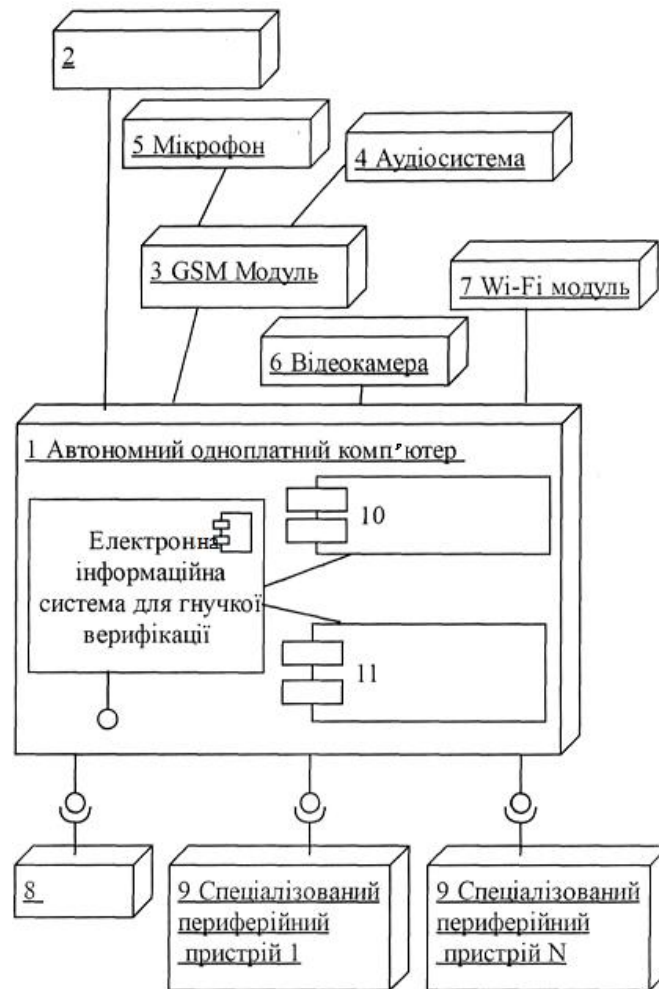 2
5 Мікрофон
4 Аудіосистема
3 GSM Модуль
7 Wi-Fi модуль
6 Відеокамера
1 Автономний одноплатний комп'ютер
10
Електронна
інформаційна
система для гнучкої
верифікації
11
8
9 Спеціалізований
периферійний
пристрій 1
9 Спеціалізований
периферійний
пристрій N